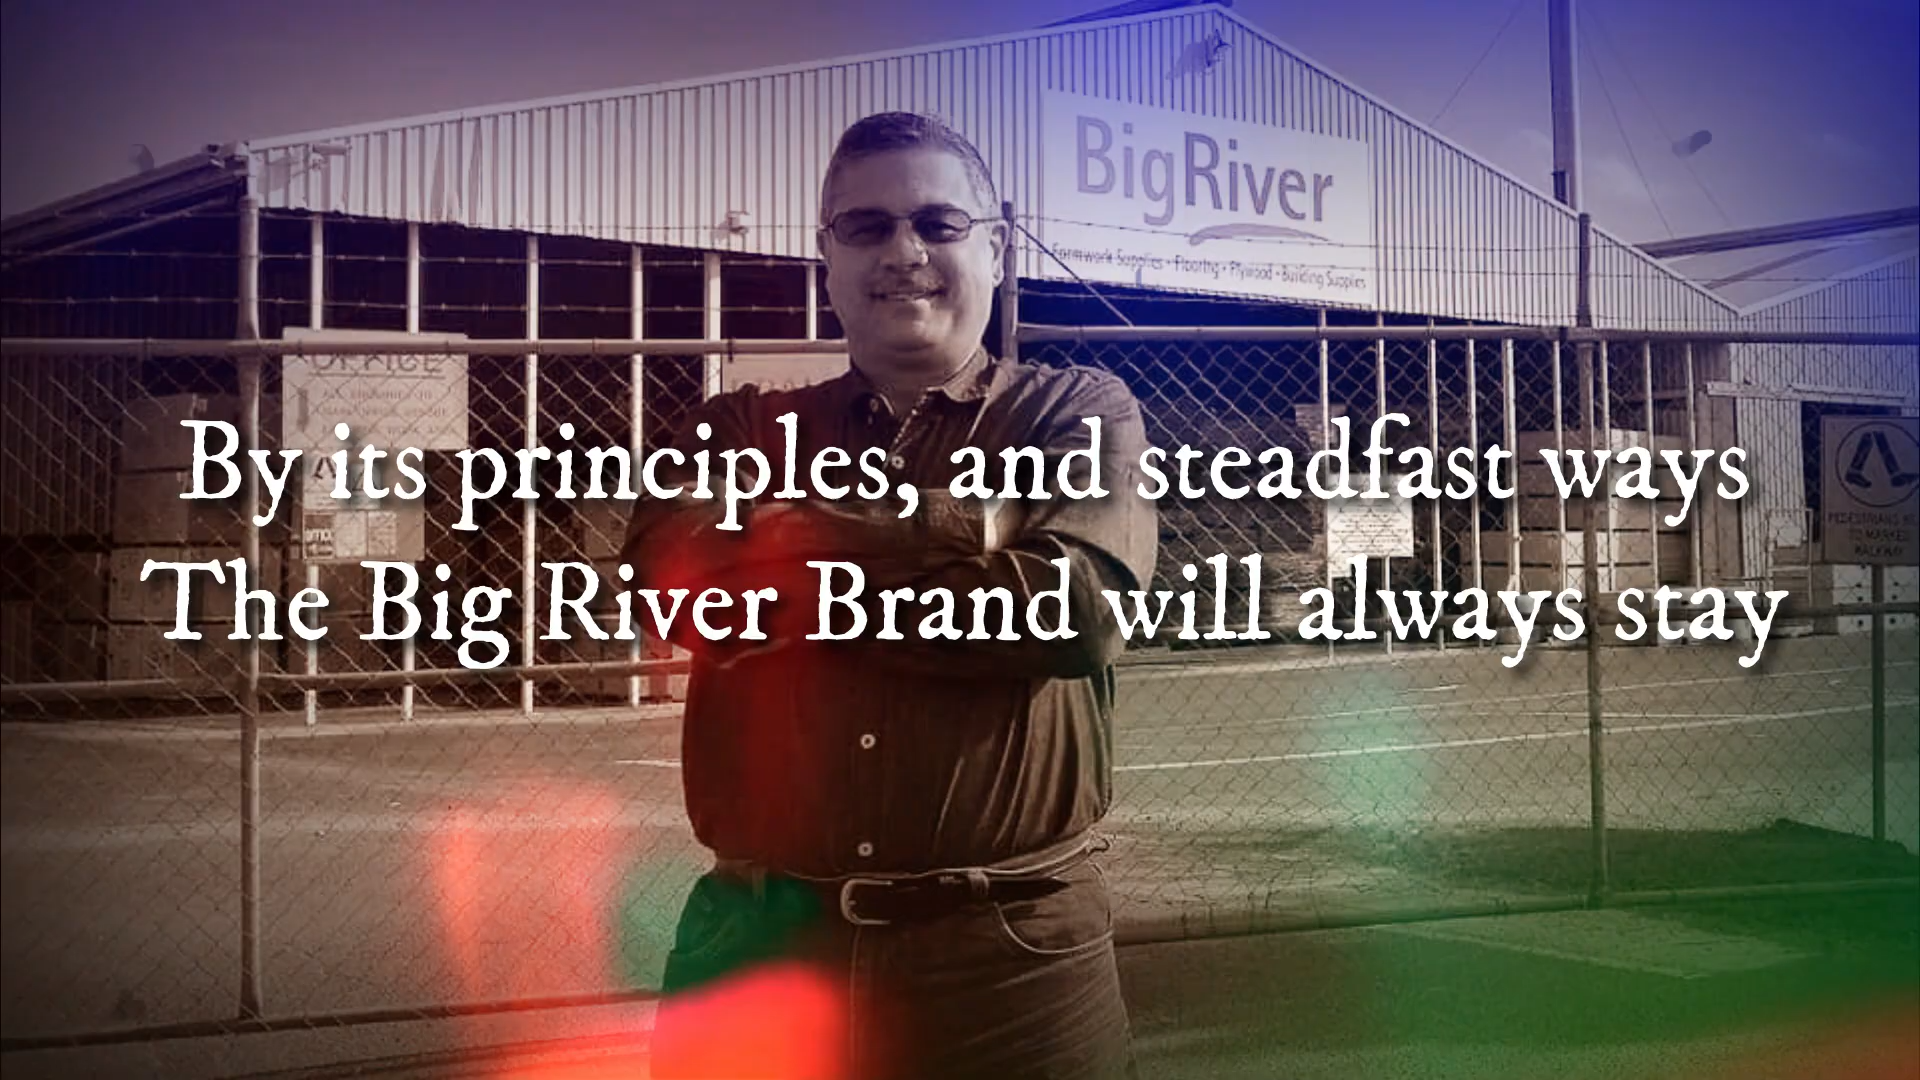 BigRiver
Formwork Supplies • Flooring • Plywood • Building Supplies
OFFICE
By its principles, and steadfast ways
The Big River Brand will always stay